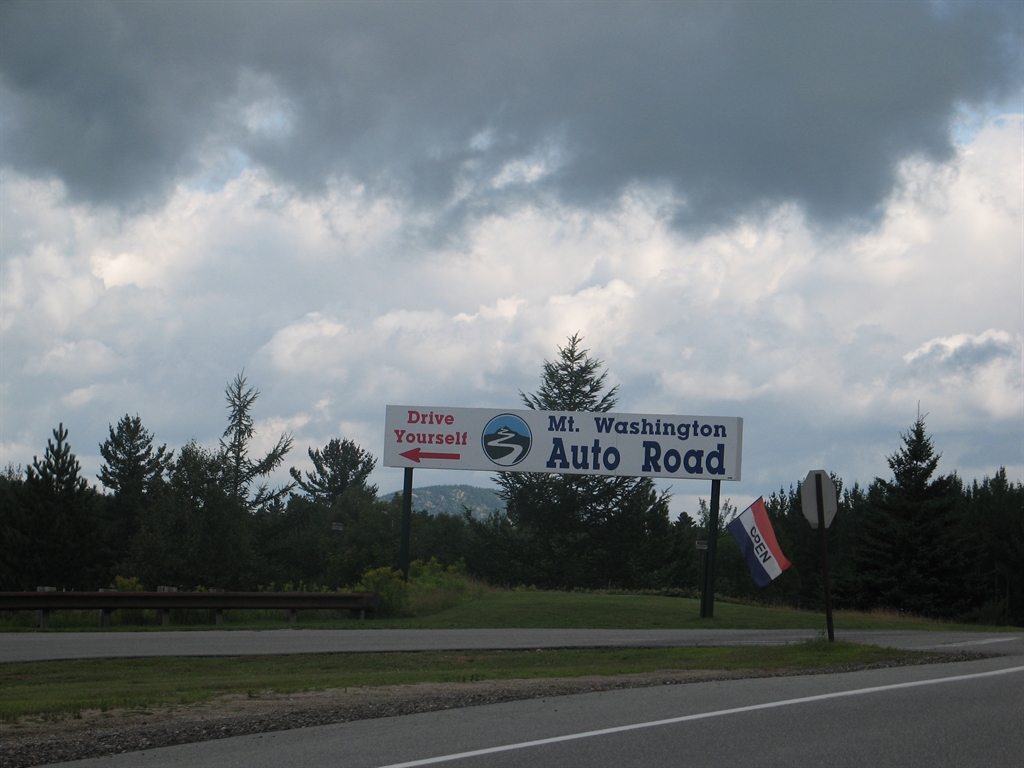 Drive
Yourself
Mt. Washington
Auto Road
OPEN